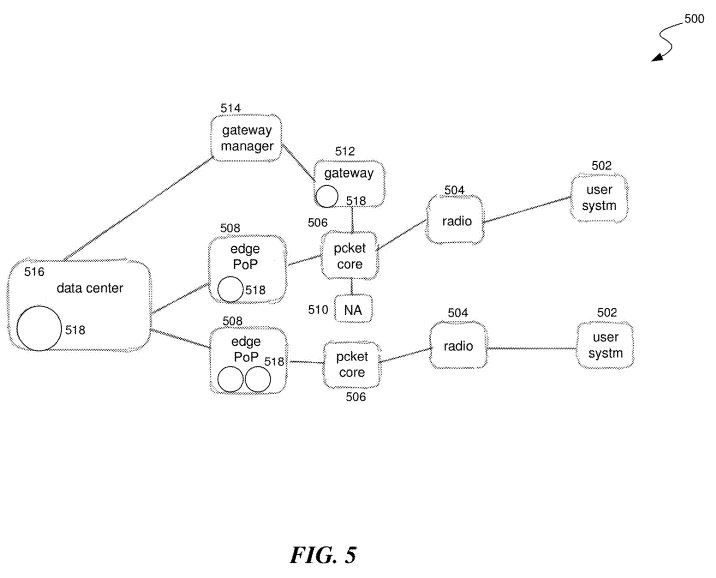 500
514
gateway
manager
512
gateway
518
502
user
systm
504
radio
506
pcket
core
508
edge
PoP
518
516
data center
518
510
NA
508
edge
PoP
518
pcket
core
506
504
radio
502
user
systm
FIG. 5